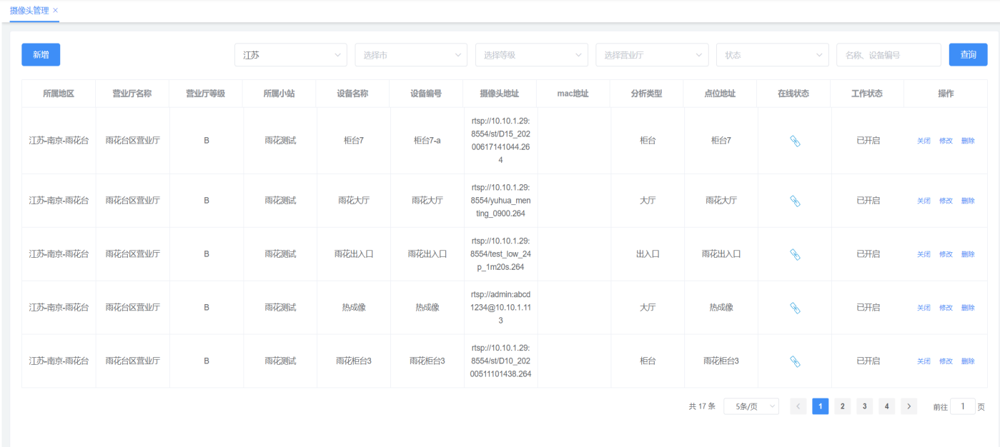 摄像头管理 ×
新增 江苏 选择市 选择等级 选择营业厅 状态 名称、设备编号 查询
所属地区 营业厅名称 营业厅等级 所属小站 设备名称 设备编号 摄像头地址 mac地址 分析类型 点位地址 在线状态 工作状态 操作
江苏-南京-雨花台 雨花台区营业厅 B 雨花测试 柜台7 柜台7-a
rtsp://10.10.1.29:
8554/st/D15_202
00617141044.26
4
柜台 柜台7 已开启 关闭 修改 删除
江苏-南京-雨花台 雨花台区营业厅 B 雨花测试 雨花大厅 雨花大厅
rtsp://10.10.1.29:
8554/yuhua_men
ting_0900.264
大厅 雨花大厅 已开启 关闭 修改 删除
江苏-南京-雨花台 雨花台区营业厅 B 雨花测试 雨花出入口 雨花出入口
rtsp://10.10.1.29:
8554/test_low_24
p_1m20s.264
出入口 雨花出入口 已开启 关闭 修改 删除
江苏-南京-雨花台 雨花台区营业厅 B 雨花测试 热成像 热成像
rtsp://admin:abcd
1234@10.10.1.11
3
大厅 热成像 已开启 关闭 修改 删除
江苏-南京-雨花台 雨花台区营业厅 B 雨花测试 雨花柜台3 雨花柜台3
rtsp://10.10.1.29:
8554/st/D10_202
00511101438.264
柜台 雨花柜台3 已开启 关闭 修改 删除
共 17 条 5条/页 < 1 2 3 4 > 前往 1 页